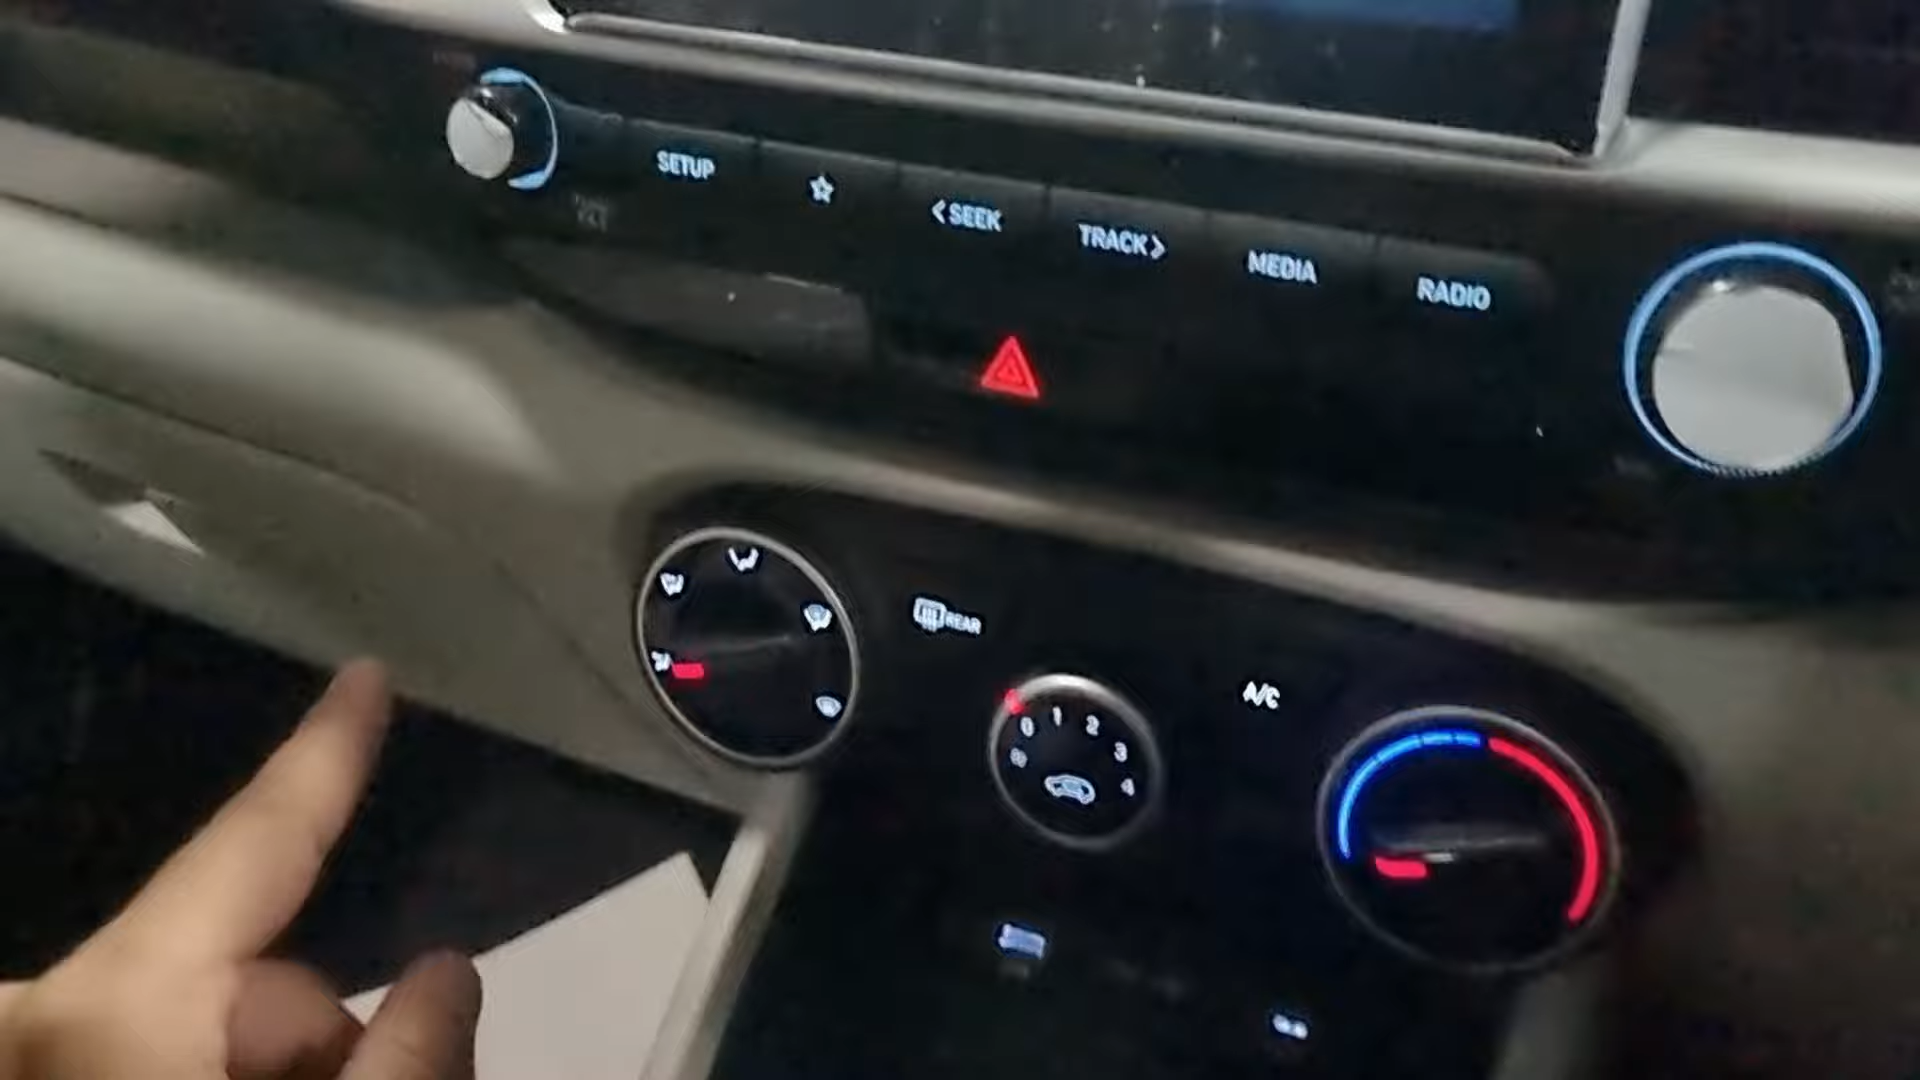 SETUP
<SEEK
TRACK>
MEDIA
RADIO
REAR
A/C
0 1 2 3 4